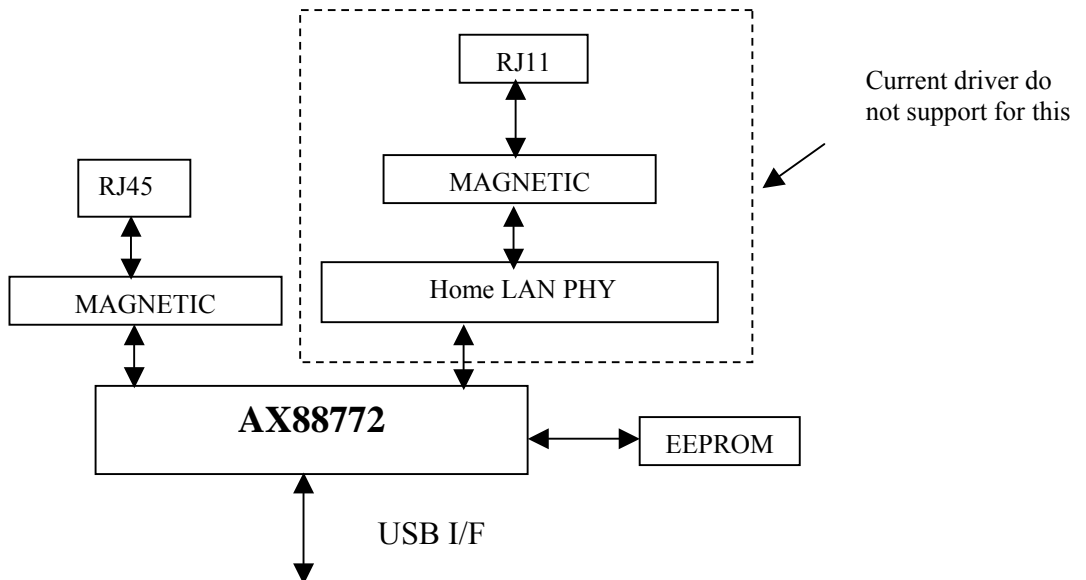 RJ11
Current driver do
not support for this
MAGNETIC
RJ45
Home LAN PHY
MAGNETIC
AX88772
EEPROM
USB I/F